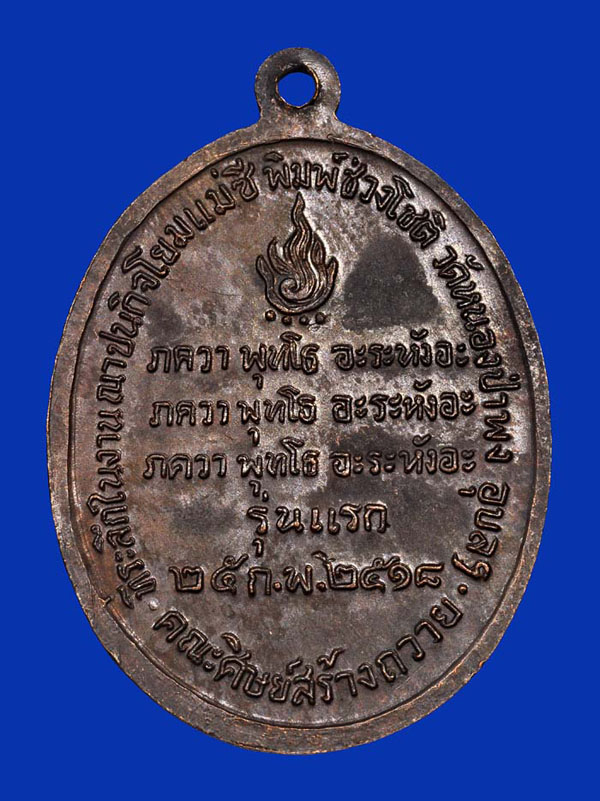 ที่ระลึกในงานฌาปนกิจโยมแม่ชี พิมพ์ช่วงโชติ วัดหนองป่าพง อุบลฯ
ภควา พุทโธ อะระหังอะ
ภควา พุทโธ อะระหังอะ
ภควา พุทโธ อะระหังอะ
รุ่นแรก
๒๕ ก.พ.๒๕๑๘
• คณะศิษย์สร้างถวาย •